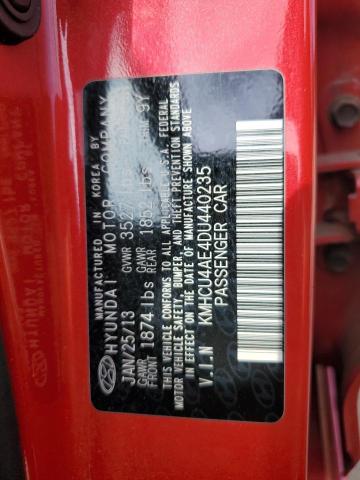 MANUFACTURED IN KOREA BY
HYUNDAI MOTOR COMPANY
JAN/25/13 GVWR 3527 lbs
GAWR FRONT 1874 lbs GAWR REAR 1852 lbs 9Y
THIS VEHICLE CONFORMS TO ALL APPLICABLE U.S.A. FEDERAL
MOTOR VEHICLE SAFETY, BUMPER, AND THEFT PREVENTION STANDARDS
IN EFFECT ON THE DATE OF MANUFACTURE SHOWN ABOVE
V.I.N KMHCU4AE4DU440235
PASSENGER CAR